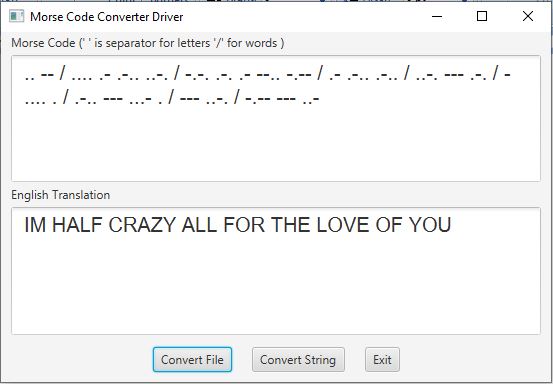 Morse Code Converter Driver
Morse Code (' ' is separator for letters '/' for words )
.. -- / .... .- .-.. ..-. / -.-. .-. .- --.. -.-- / .- .-.. .-.. / ..-. --- .-. / -
.... . / .-.. --- ...- . / --- ..-. / -.-- --- ..-
English Translation
IM HALF CRAZY ALL FOR THE LOVE OF YOU
Convert File Convert String Exit